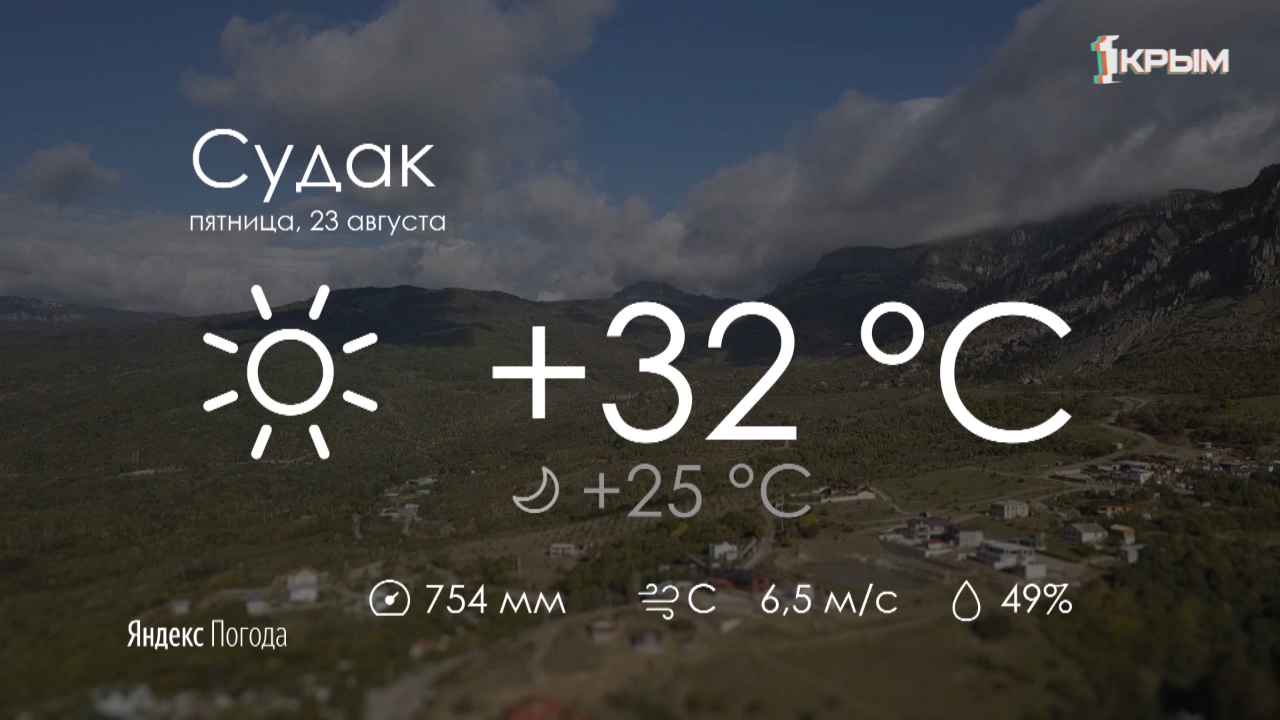 1КРЫМ
Судак
пятница, 23 августа
+32 °C
+25 °C
754 мм С 6,5 м/с 49%
Яндекс Погода